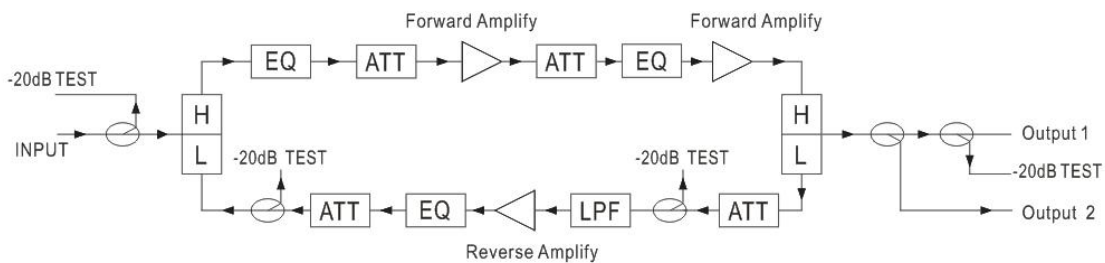 Forward Amplify
Forward Amplify
EQ
ATT
ATT
EQ
-20dB TEST
H
L
INPUT
H
L
Output 1
-20dB TEST
Output 2
-20dB TEST
-20dB TEST
ATT
EQ
LPF
ATT
Reverse Amplify